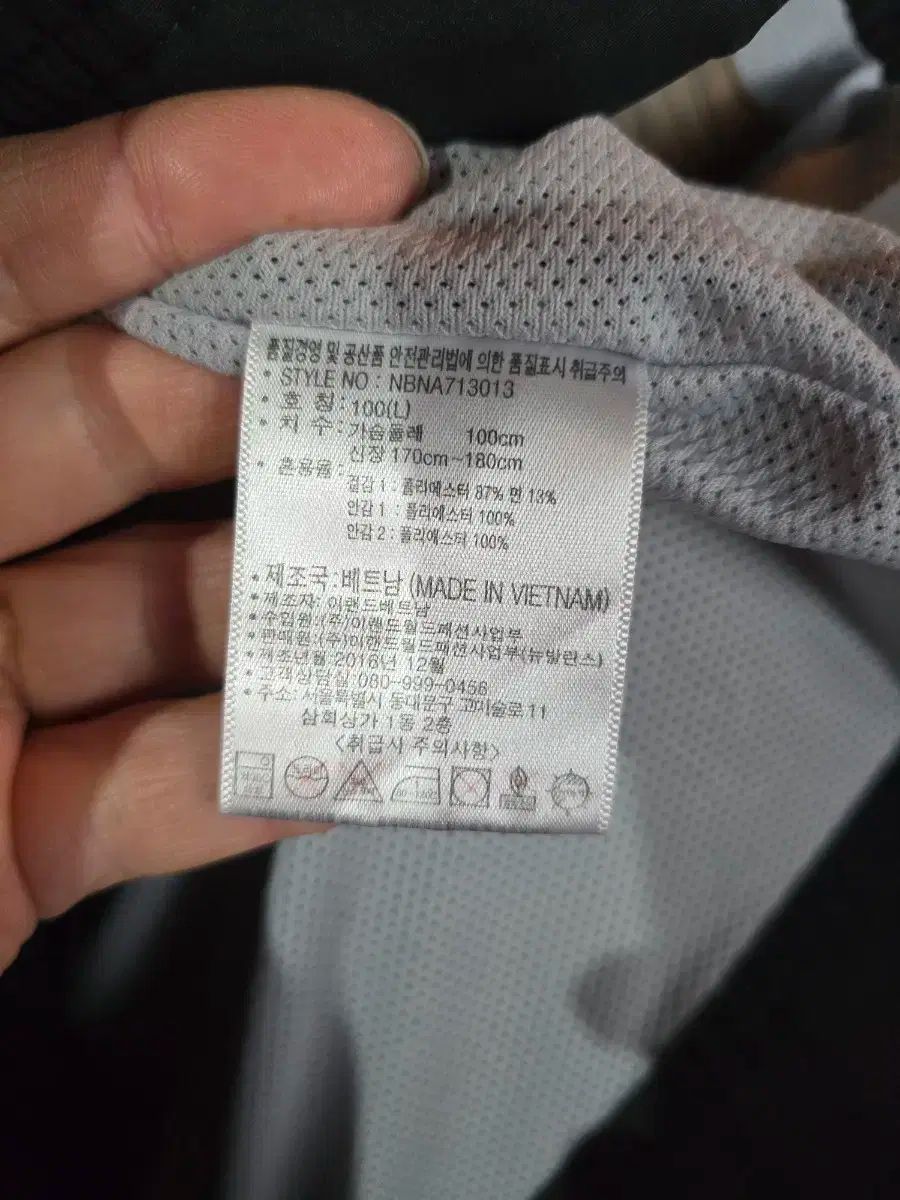 품질경영 및 공산품 안전관리법에 의한 품질표시 취급주의
* STYLE NO : NBNA713013
* 호 칭 : 100(L)
* 치 수 : 가슴둘레 100cm
신장 170cm~180cm
* 혼용율 :
겉감 1 : 폴리에스터 87% 면 13%
안감 1 : 폴리에스터 100%
안감 2 : 폴리에스터 100%
* 제조국 : 베트남 (MADE IN VIETNAM)
* 제조자: 이랜드베트남
* 수입원:(주)이랜드월드패션사업부
* 판매원:(주)이랜드월드패션사업부(뉴발란스)
* 제조년월 2016년 12월
* 고객상담실:080-999-0456
* 주소: 서울특별시 동대문구 고미술로11
삼희상가 1동 2층
<취급시 주의사항>